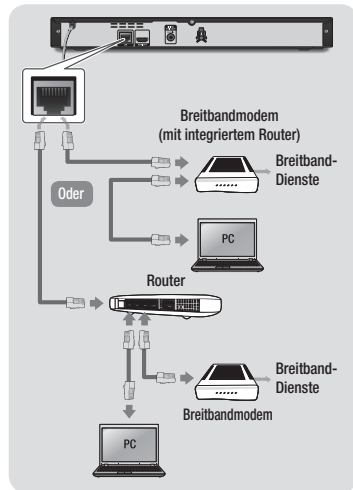 Breitbandmodem
(mit integriertem Router)
Breitband-
Dienste
Oder
PC
Router
Breitband-
Dienste
Breitbandmodem
PC